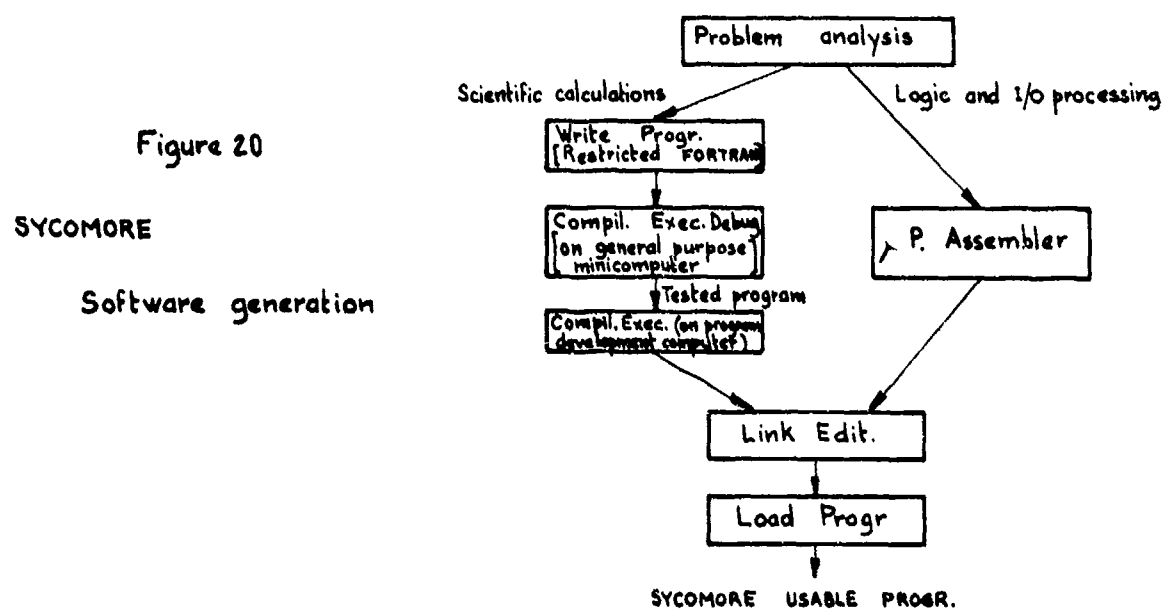 Problem analysis
Scientific calculations
Logic and I/O processing
Figure 20
Write Progr.
[Restricted FORTRAN]
SYCOMORE
Compil. Exec. Debug
[on general purpose
minicomputer]
P. Assembler
Software generation
Tested program
Compil. Exec. (on program
development computer)
Link Edit.
Load Progr
SYCOMORE USABLE PROGR.